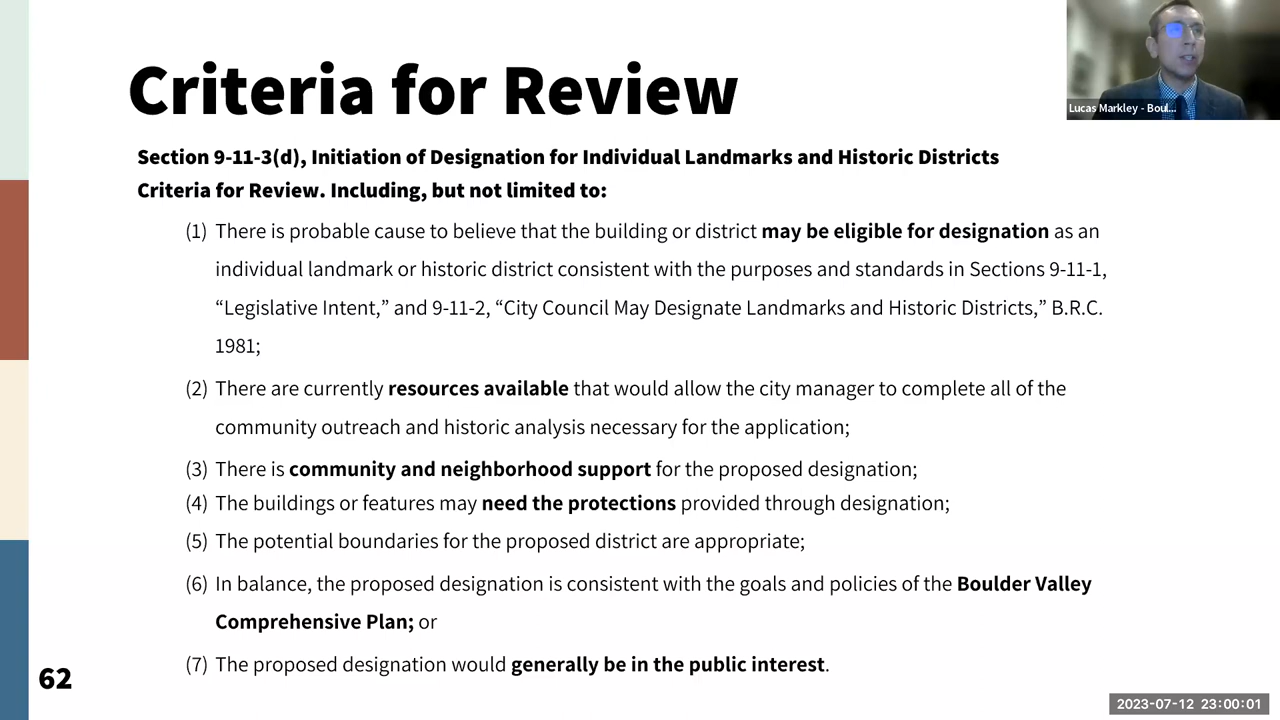 Criteria for Review
Lucas Markley - Boul...
Section 9-11-3(d), Initiation of Designation for Individual Landmarks and Historic Districts
Criteria for Review. Including, but not limited to:
(1) There is probable cause to believe that the building or district may be eligible for designation as an
individual landmark or historic district consistent with the purposes and standards in Sections 9-11-1,
“Legislative Intent,” and 9-11-2, “City Council May Designate Landmarks and Historic Districts,” B.R.C.
1981;
(2) There are currently resources available that would allow the city manager to complete all of the
community outreach and historic analysis necessary for the application;
(3) There is community and neighborhood support for the proposed designation;
(4) The buildings or features may need the protections provided through designation;
(5) The potential boundaries for the proposed district are appropriate;
(6) In balance, the proposed designation is consistent with the goals and policies of the Boulder Valley
Comprehensive Plan; or
(7) The proposed designation would generally be in the public interest.
62
2023-07-12 23:00:01